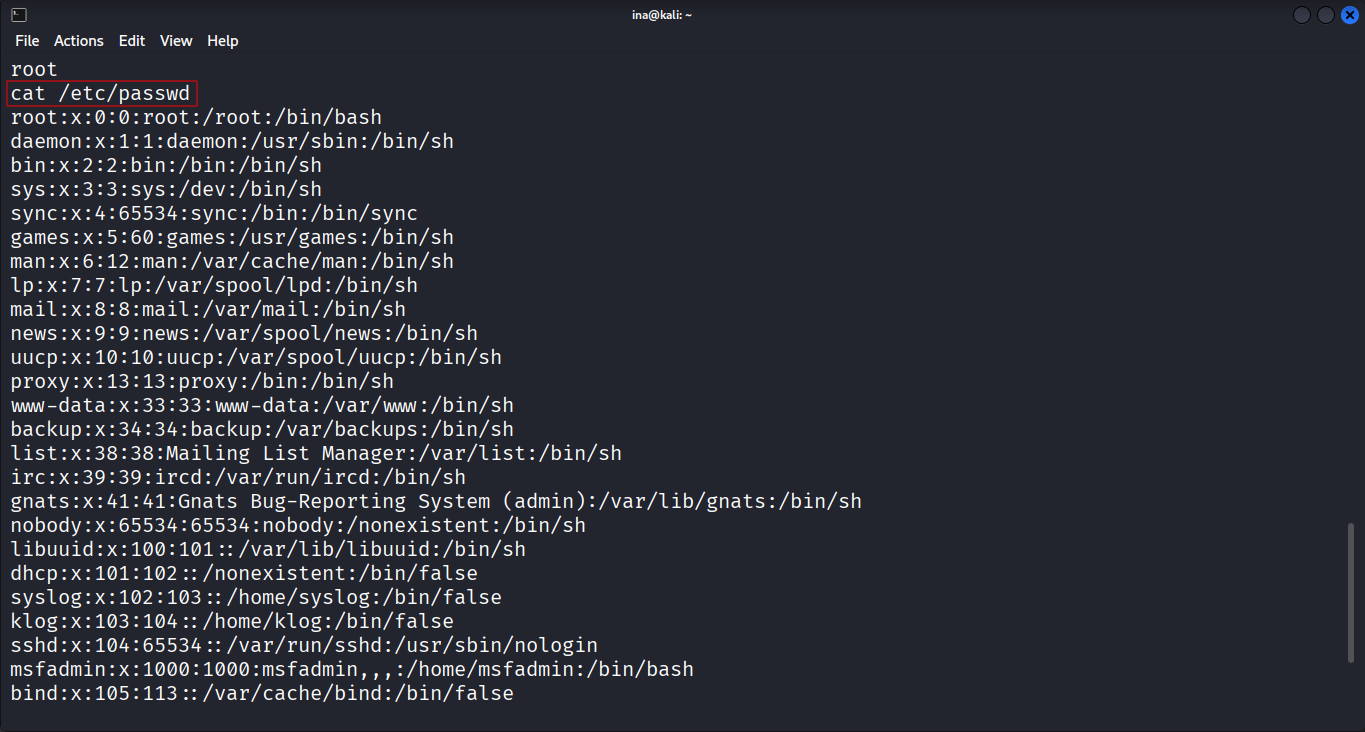 ina@kali: ~
File Actions Edit View Help
root
cat /etc/passwd
root:x:0:0:root:/root:/bin/bash
daemon:x:1:1:daemon:/usr/sbin:/bin/sh
bin:x:2:2:bin:/bin:/bin/sh
sys:x:3:3:sys:/dev:/bin/sh
sync:x:4:65534:sync:/bin:/bin/sync
games:x:5:60:games:/usr/games:/bin/sh
man:x:6:12:man:/var/cache/man:/bin/sh
lp:x:7:7:lp:/var/spool/lpd:/bin/sh
mail:x:8:8:mail:/var/mail:/bin/sh
news:x:9:9:news:/var/spool/news:/bin/sh
uucp:x:10:10:uucp:/var/spool/uucp:/bin/sh
proxy:x:13:13:proxy:/bin:/bin/sh
www-data:x:33:33:www-data:/var/www:/bin/sh
backup:x:34:34:backup:/var/backups:/bin/sh
list:x:38:38:Mailing List Manager:/var/list:/bin/sh
irc:x:39:39:ircd:/var/run/ircd:/bin/sh
gnats:x:41:41:Gnats Bug-Reporting System (admin):/var/lib/gnats:/bin/sh
nobody:x:65534:65534:nobody:/nonexistent:/bin/sh
libuuid:x:100:101::/var/lib/libuuid:/bin/sh
dhcp:x:101:102::/nonexistent:/bin/false
syslog:x:102:103::/home/syslog:/bin/false
klog:x:103:104::/home/klog:/bin/false
sshd:x:104:65534::/var/run/sshd:/usr/sbin/nologin
msfadmin:x:1000:1000:msfadmin,,,:/home/msfadmin:/bin/bash
bind:x:105:113::/var/cache/bind:/bin/false